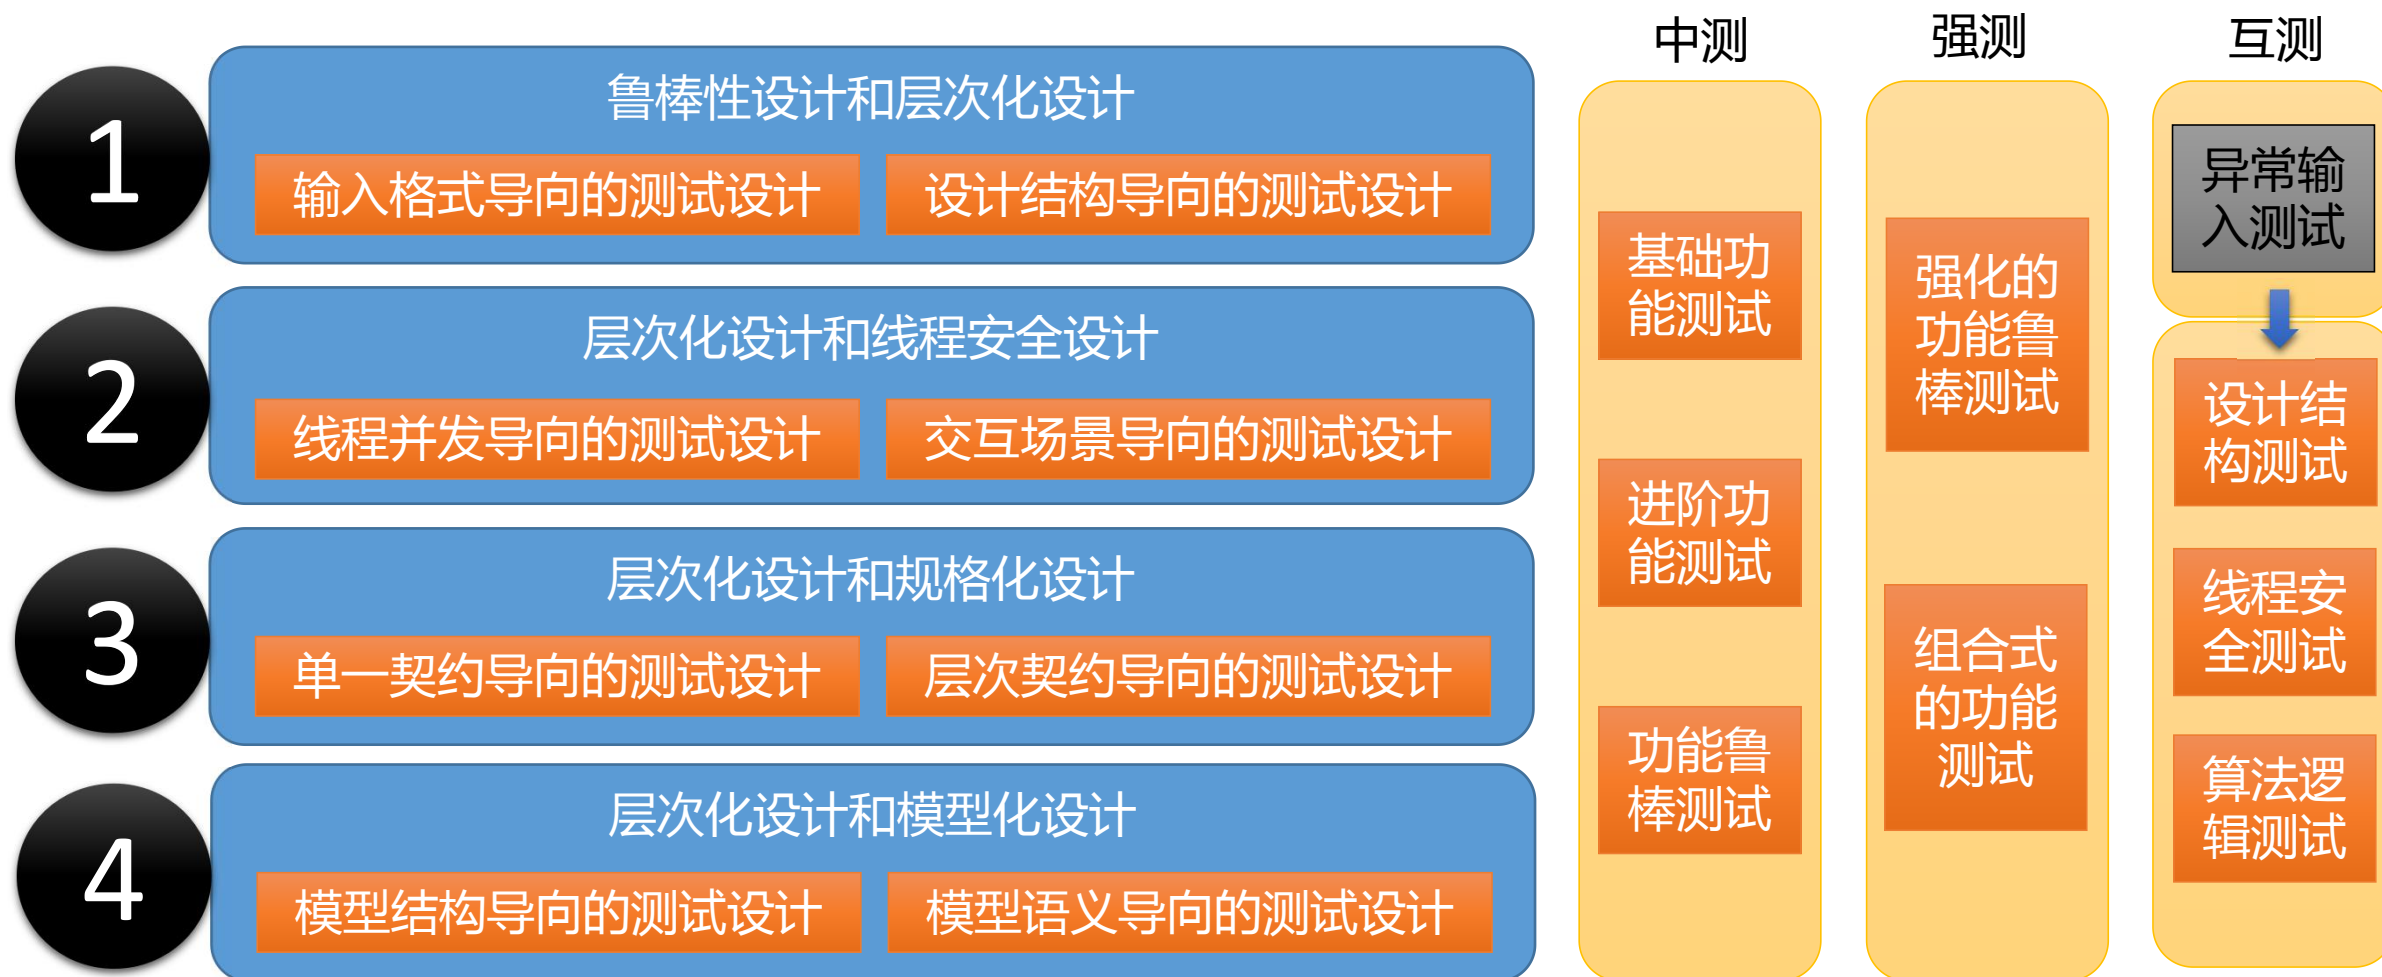 1
鲁棒性设计和层次化设计
输入格式导向的测试设计
设计结构导向的测试设计
2
层次化设计和线程安全设计
线程并发导向的测试设计
交互场景导向的测试设计
3
层次化设计和规格化设计
单一契约导向的测试设计
层次契约导向的测试设计
4
层次化设计和模型化设计
模型结构导向的测试设计
模型语义导向的测试设计
中测
基础功
能测试
进阶功
能测试
功能鲁
棒测试
强测
强化的
功能鲁
棒测试
组合式
的功能
测试
互测
异常输
入测试
设计结
构测试
线程安
全测试
算法逻
辑测试